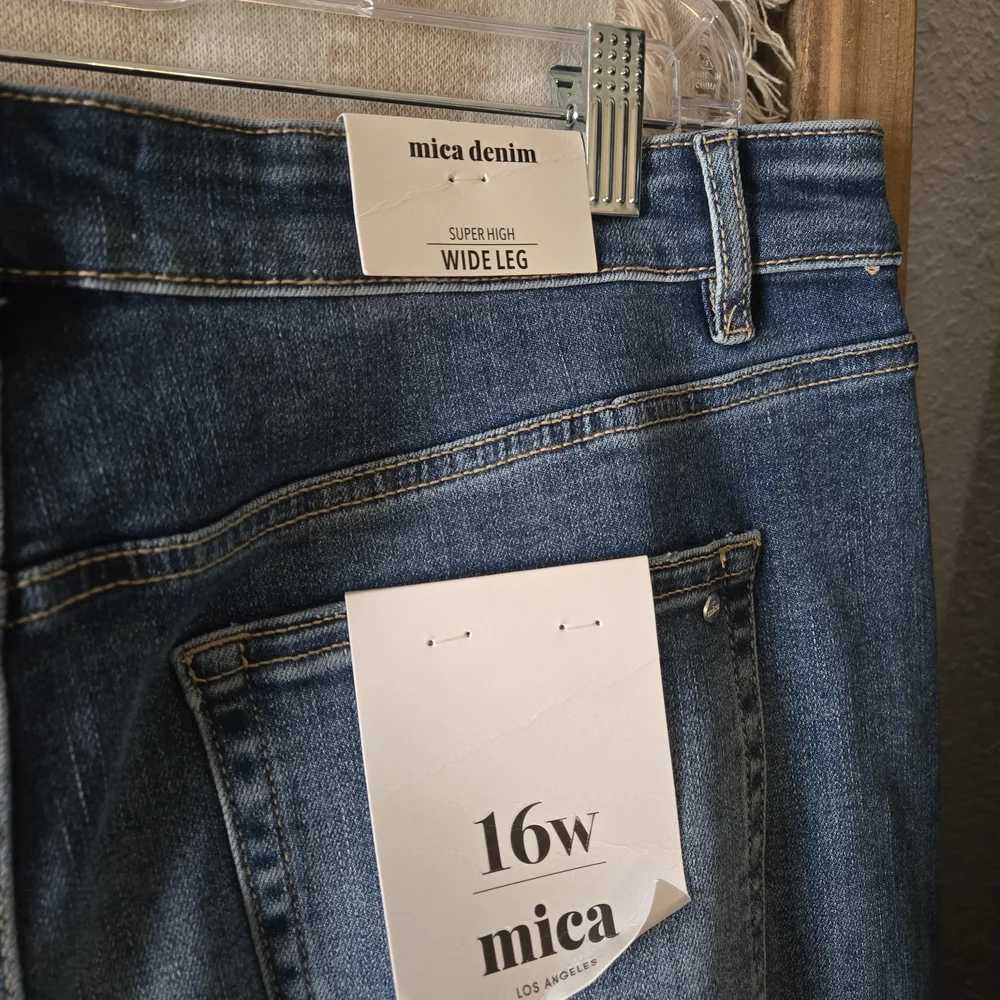 mica denim
SUPER HIGH
WIDE LEG
16w
mica
LOS ANGELES